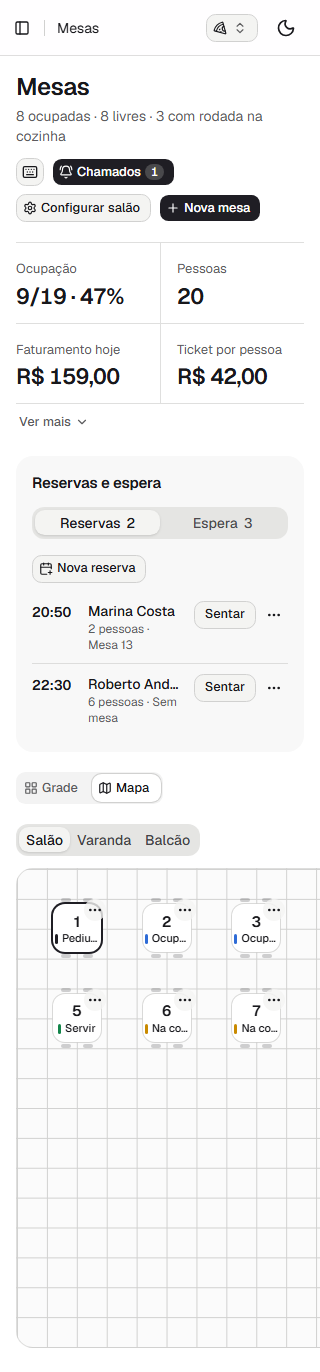 Mesas
Mesas
8 ocupadas · 8 livres · 3 com rodada na
cozinha
Chamados 1
Configurar salão
Nova mesa
Ocupação
9/19 · 47%
Pessoas
20
Faturamento hoje
R$ 159,00
Ticket por pessoa
R$ 42,00
Ver mais
Reservas e espera
Reservas 2
Espera 3
Nova reserva
20:50
Marina Costa
2 pessoas ·
Mesa 13
Sentar
22:30
Roberto And...
6 pessoas · Sem
mesa
Sentar
Grade
Mapa
Salão
Varanda
Balcão
1
Pediu...
2
Ocup...
3
Ocup...
5
Servir
6
Na co...
7
Na co...